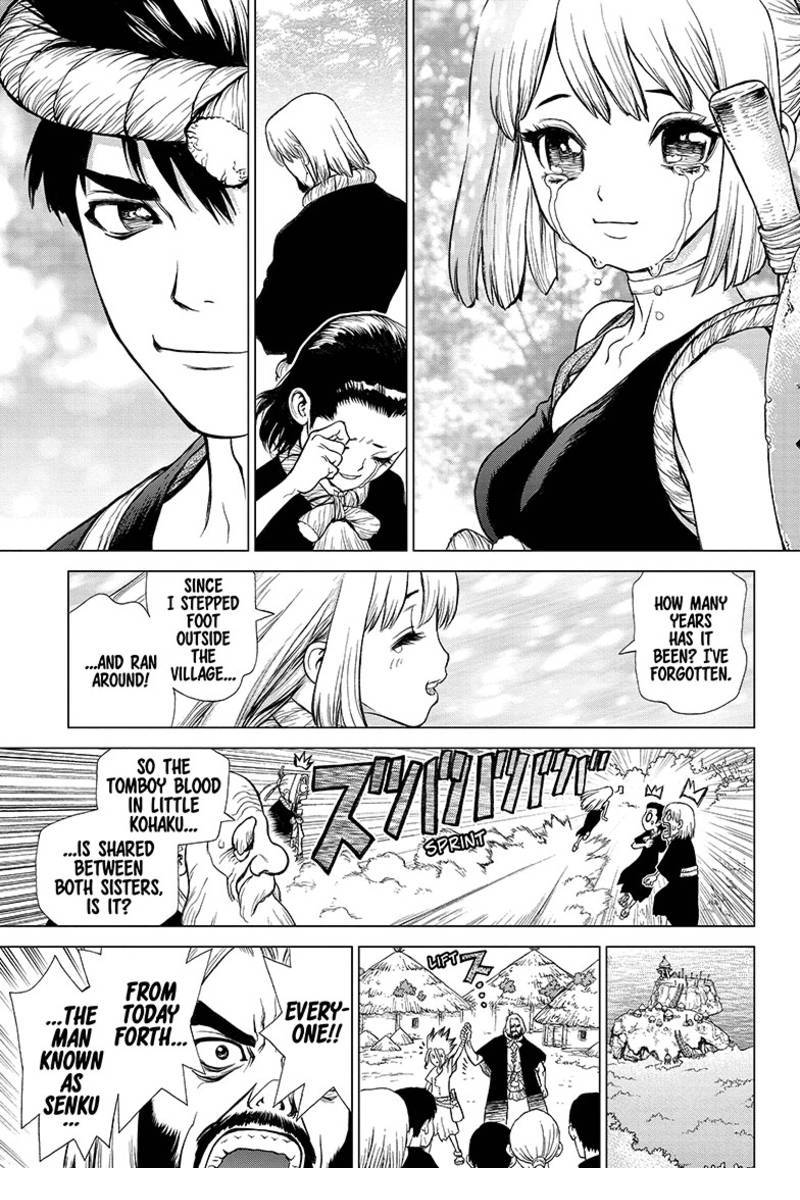 HOW MANY
YEARS
HAS IT
BEEN? I'VE
FORGOTTEN.
SINCE
I STEPPED
FOOT
OUTSIDE
THE
VILLAGE...
...AND RAN
AROUND!
ズババババババ
SPRINT
SO THE
TOMBOY BLOOD
IN LITTLE
KOHAKU...
...IS SHARED
BETWEEN
BOTH SISTERS,
IS IT?
LIFT
ス...
EVERY-
ONE!!
FROM
TODAY
FORTH...
...THE
MAN
KNOWN
AS
SENKU
...